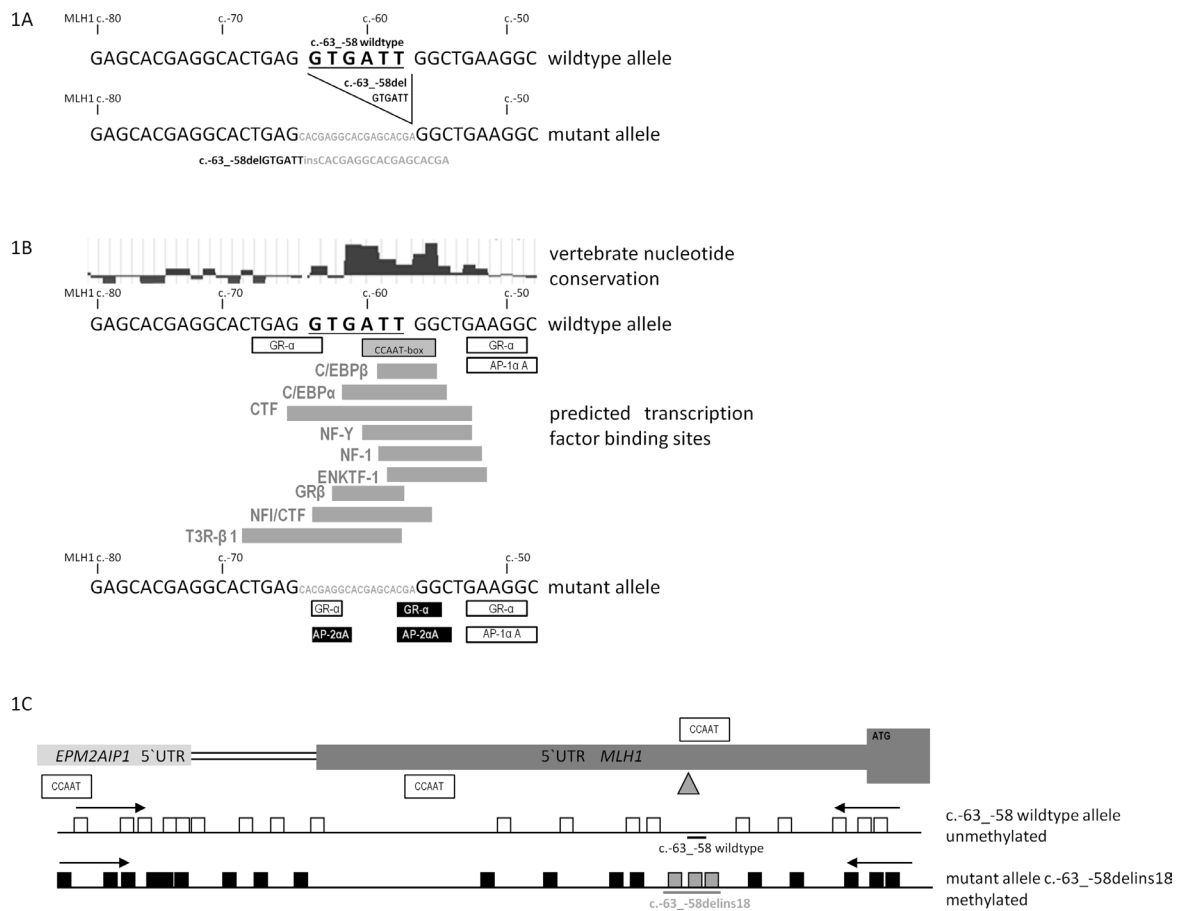 1A
MLH1 c.-80 c.-70 c.-60 c.-50
c.-63_-58 wildtype
GAGCACGAGGCACTGAG GTGATT GGCTGAAGGC wildtype allele
c.-63_-58del
GTGATT
MLH1 c.-80 c.-50
GAGCACGAGGCACTGAGCACGAGGCACGAGCACGAGGCTGAAGGC mutant allele
c.-63_-58delGTGATTinsCACGAGGCACGAGCACGA
1B
vertebrate nucleotide
conservation
MLH1 c.-80 c.-70 c.-60 c.-50
GAGCACGAGGCACTGAG GTGATT GGCTGAAGGC wildtype allele
GR-α CCAAT-box GR-α
C/EBPβ AP-1α A
C/EBPα
CTF
predicted transcription
factor binding sites
NF-Y
NF-1
ENKTF-1
GRβ
NFI/CTF
T3R-β 1
MLH1 c.-80 c.-70 c.-50
GAGCACGAGGCACTGAGCACGAGGCACGAGCACGAGGCTGAAGGC mutant allele
GR-α GR-α GR-α
AP-2αA AP-2αA AP-1α A
1C
CCAAT
ATG
EPM2AIP1 5`UTR 5`UTR MLH1
CCAAT CCAAT
c.-63_-58 wildtype allele
unmethylated
c.-63_-58 wildtype
mutant allele c.-63_-58delins18
methylated
c.-63_-58delins18